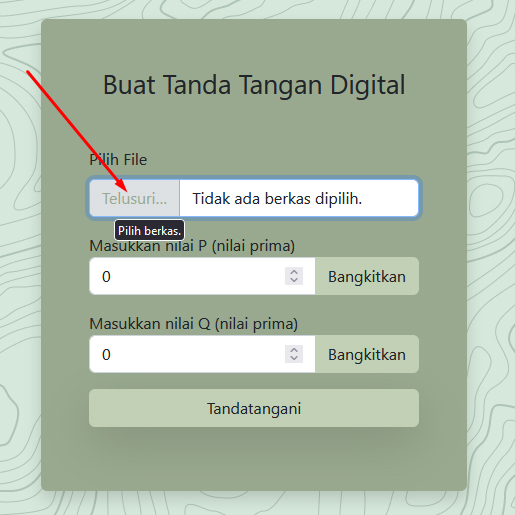 Buat Tanda Tangan Digital
Pilih File
Telusuri... Tidak ada berkas dipilih.
Pilih berkas.
Masukkan nilai P (nilai prima)
0 Bangkitkan
Masukkan nilai Q (nilai prima)
0 Bangkitkan
Tandatangani